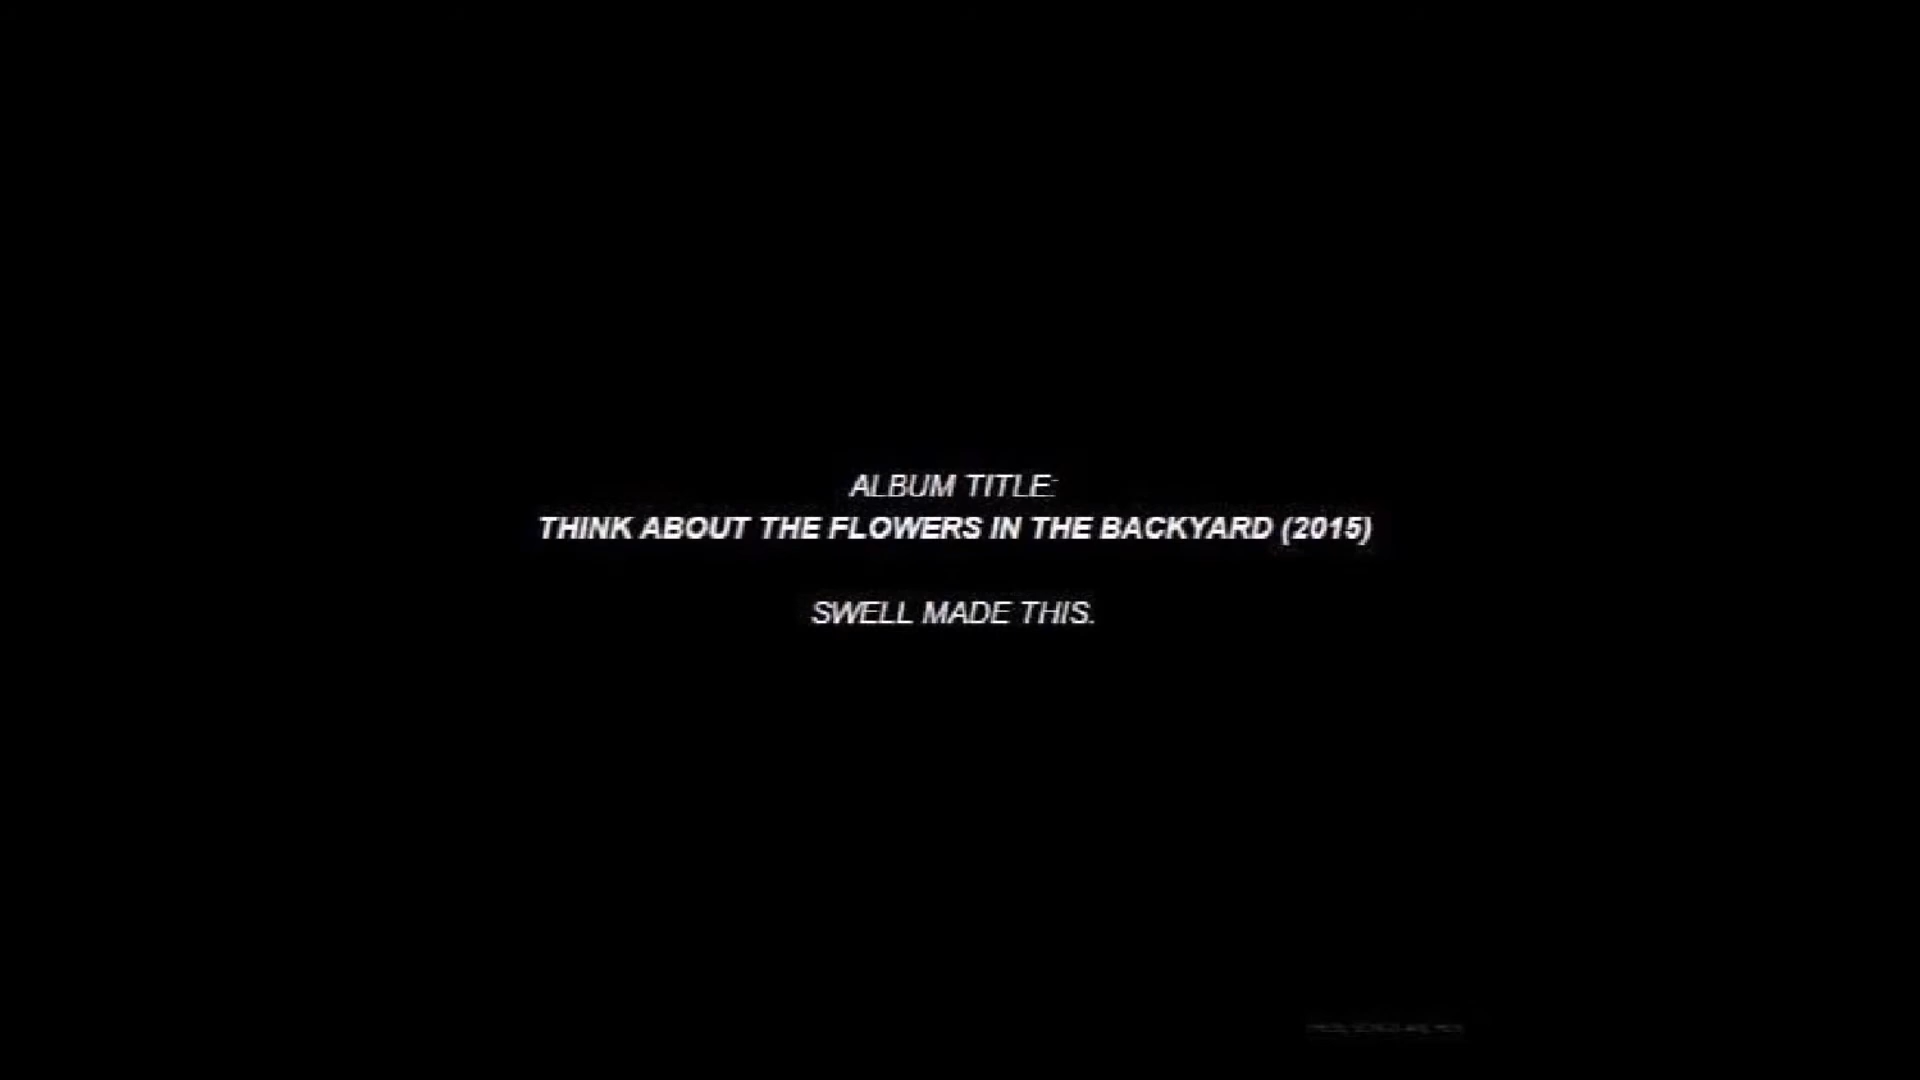 ALBUM TITLE:
THINK ABOUT THE FLOWERS IN THE BACKYARD (2015)
SWELL MADE THIS.